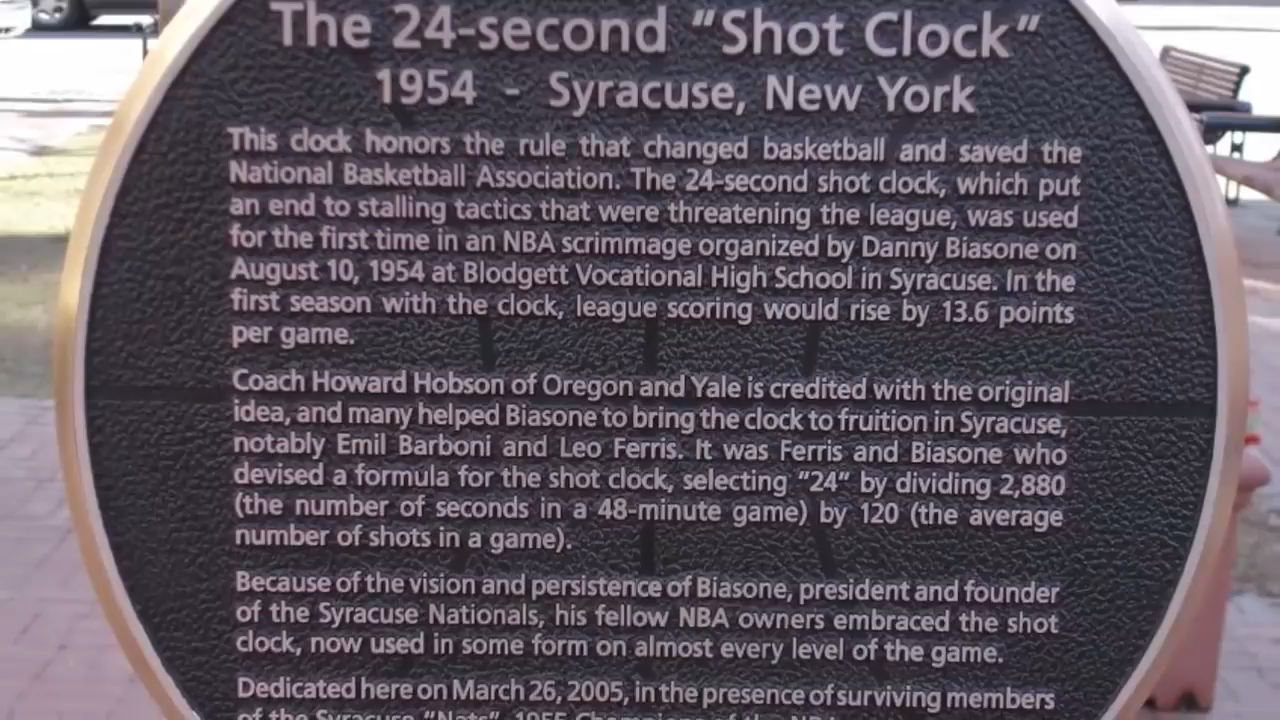 The 24-second "Shot Clock"
1954 - Syracuse, New York
This clock honors the rule that changed basketball and saved the
National Basketball Association. The 24-second shot clock, which put
an end to stalling tactics that were threatening the league, was used
for the first time in an NBA scrimmage organized by Danny Biasone on
August 10, 1954 at Blodgett Vocational High School in Syracuse. In the
first season with the clock, league scoring would rise by 13.6 points
per game.
Coach Howard Hobson of Oregon and Yale is credited with the original
idea, and many helped Biasone to bring the clock to fruition in Syracuse,
notably Emil Barboni and Leo Ferris. It was Ferris and Biasone who
devised a formula for the shot clock, selecting "24" by dividing 2,880
(the number of seconds in a 48-minute game) by 120 (the average
number of shots in a game).
Because of the vision and persistence of Biasone, president and founder
of the Syracuse Nationals, his fellow NBA owners embraced the shot
clock, now used in some form on almost every level of the game.
Dedicated here on March 26, 2005, in the presence of surviving members
of the Syracuse "Nats", 1955 Champions of the NBA